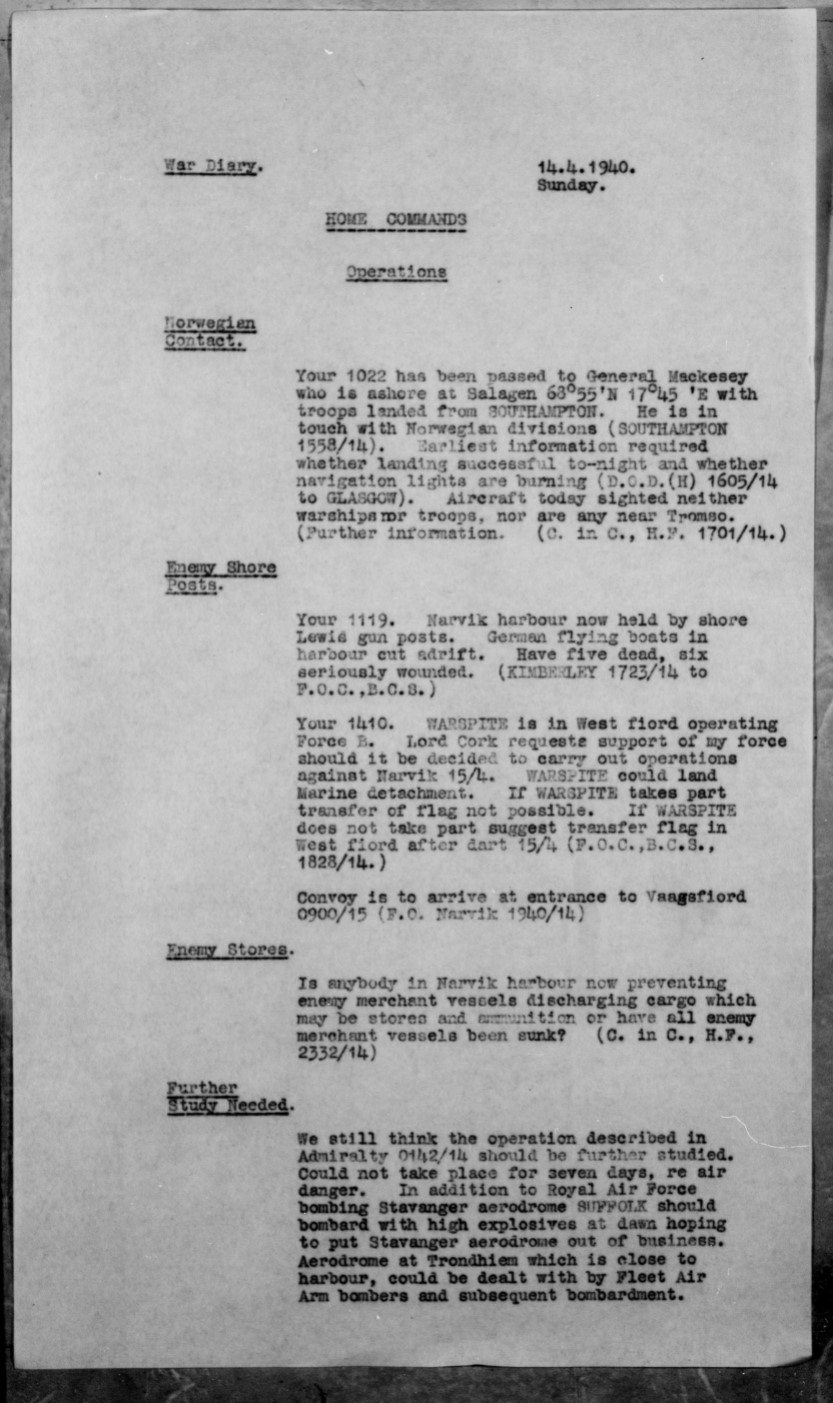 War Diary.
14.4.1940.
Sunday.
HOME COMMANDS
Operations
Norwegian
Contact.
Your 1022 has been passed to General Mackesey
who is ashore at Salagen 68°55'N 17°45 'E with
troops landed from SOUTHAMPTON. He is in
touch with Norwegian divisions (SOUTHAMPTON
1558/14). Earliest information required
whether landing successful to-night and whether
navigation lights are burning (D.C.D.(H) 1605/14
to GLASGOW). Aircraft today sighted neither
warships nor troops, nor are any near Tromso.
(Further information. (C. in C., H.F. 1701/14.)
Enemy Shore
Posts.
Your 1119. Narvik harbour now held by shore
Lewis gun posts. German flying boats in
harbour cut adrift. Have five dead, six
seriously wounded. (KIMBERLEY 1723/14 to
F.O.C.,B.C.S.)
Your 1410. WARSPITE is in West fiord operating
Force B. Lord Cork requests support of my force
should it be decided to carry out operations
against Narvik 15/4. WARSPITE could land
Marine detachment. If WARSPITE takes part
transfer of flag not possible. If WARSPITE
does not take part suggest transfer flag in
West fiord after dart 15/4 (F.O.C.,B.C.S.,
1828/14.)
Convoy is to arrive at entrance to Vaagsfiord
0900/15 (F.O. Narvik 1940/14)
Enemy Stores.
Is anybody in Narvik harbour now preventing
enemy merchant vessels discharging cargo which
may be stores and ammunition or have all enemy
merchant vessels been sunk? (C. in C., H.F.,
2332/14)
Further
Study Needed.
We still think the operation described in
Admiralty 0142/14 should be further studied.
Could not take place for seven days, re air
danger. In addition to Royal Air Force
bombing Stavanger aerodrome SUFFOLK should
bombard with high explosives at dawn hoping
to put Stavanger aerodrome out of business.
Aerodrome at Trondhiem which is close to
harbour, could be dealt with by Fleet Air
Arm bombers and subsequent bombardment.